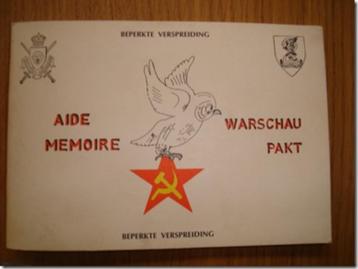 BEPERKTE VERSPREIDING
AIDE
MEMOIRE
WARSCHAU
PAKT
BEPERKTE VERSPREIDING